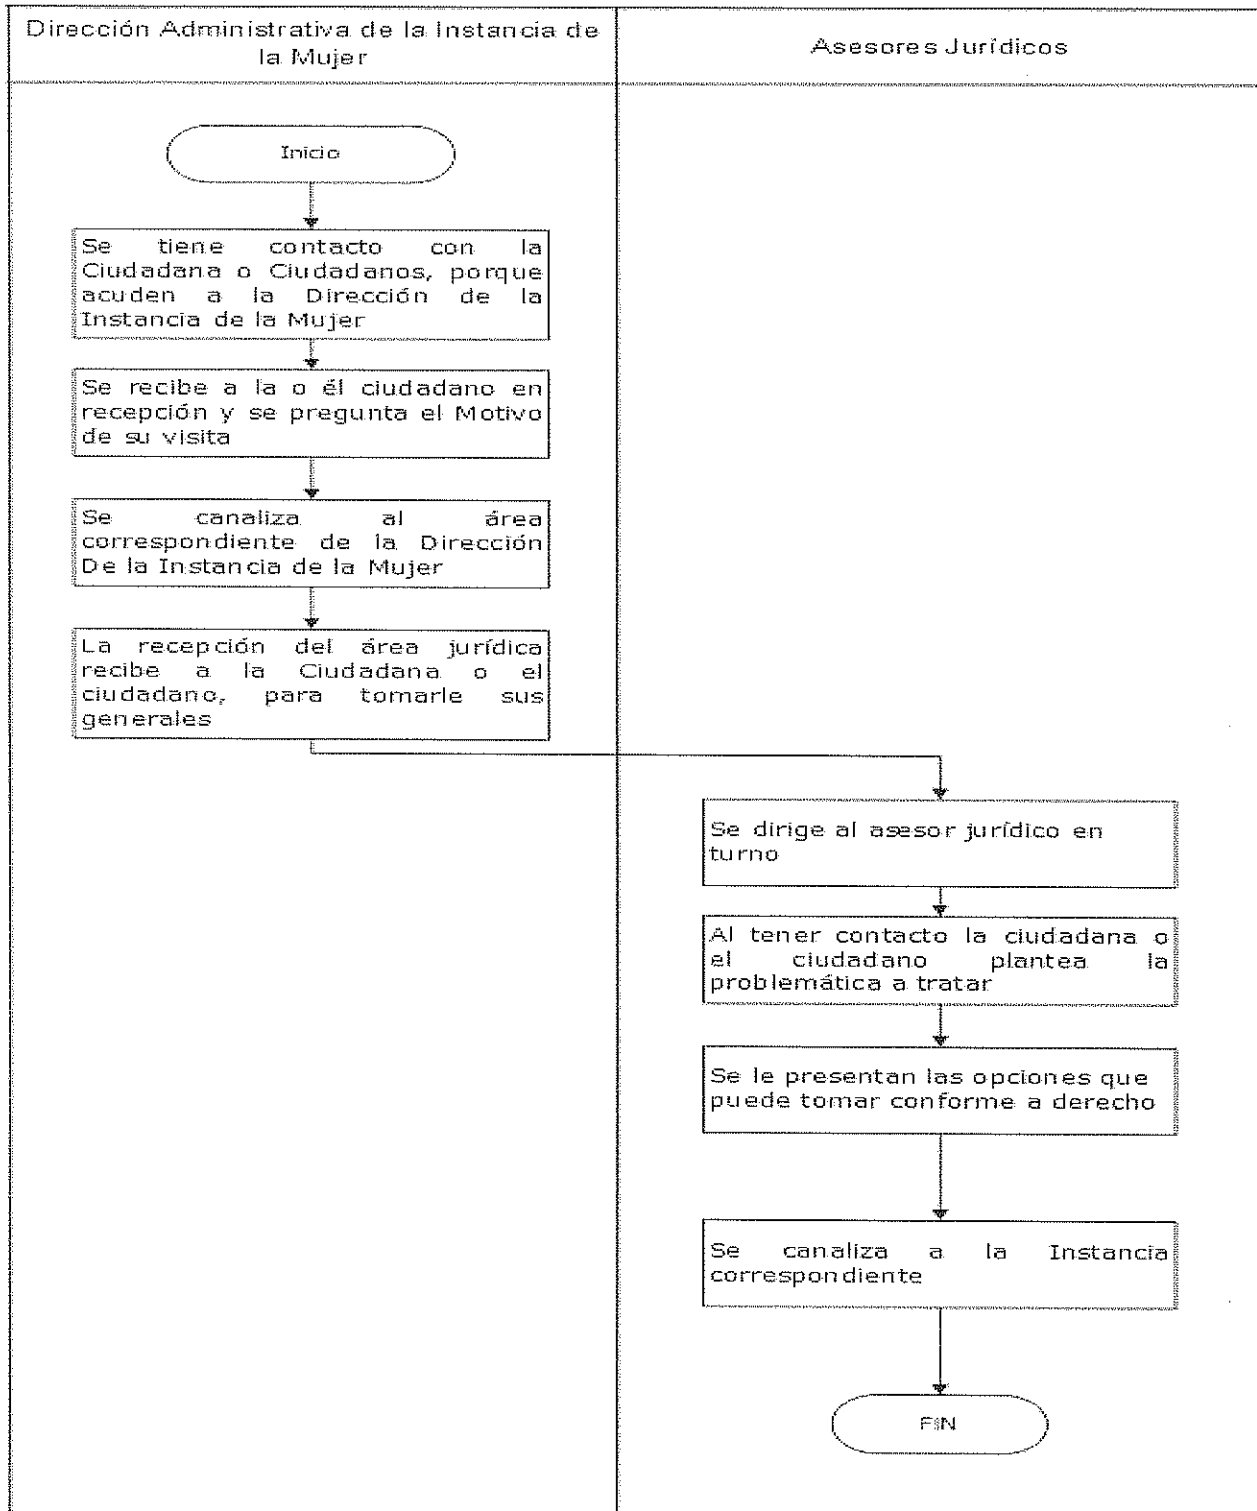 Dirección Administrativa de la Instancia de
la Mujer
Asesores Jurídicos
Inicio
Se tiene contacto con la
Ciudadana o Ciudadanos, porque
acuden a la Dirección de la
Instancia de la Mujer
Se recibe a la o él ciudadano en
recepción y se pregunta el Motivo
de su visita
Se canaliza al área
correspondiente de la Dirección
De la Instancia de la Mujer
La recepción del área jurídica
recibe a la Ciudadana o el
ciudadano, para tomarle sus
generales
Se dirige al asesor jurídico en
turno
Al tener contacto la ciudadana o
el ciudadano plantea la
problemática a tratar
Se le presentan las opciones que
puede tomar conforme a derecho
Se canaliza a la Instancia
correspondiente
FIN